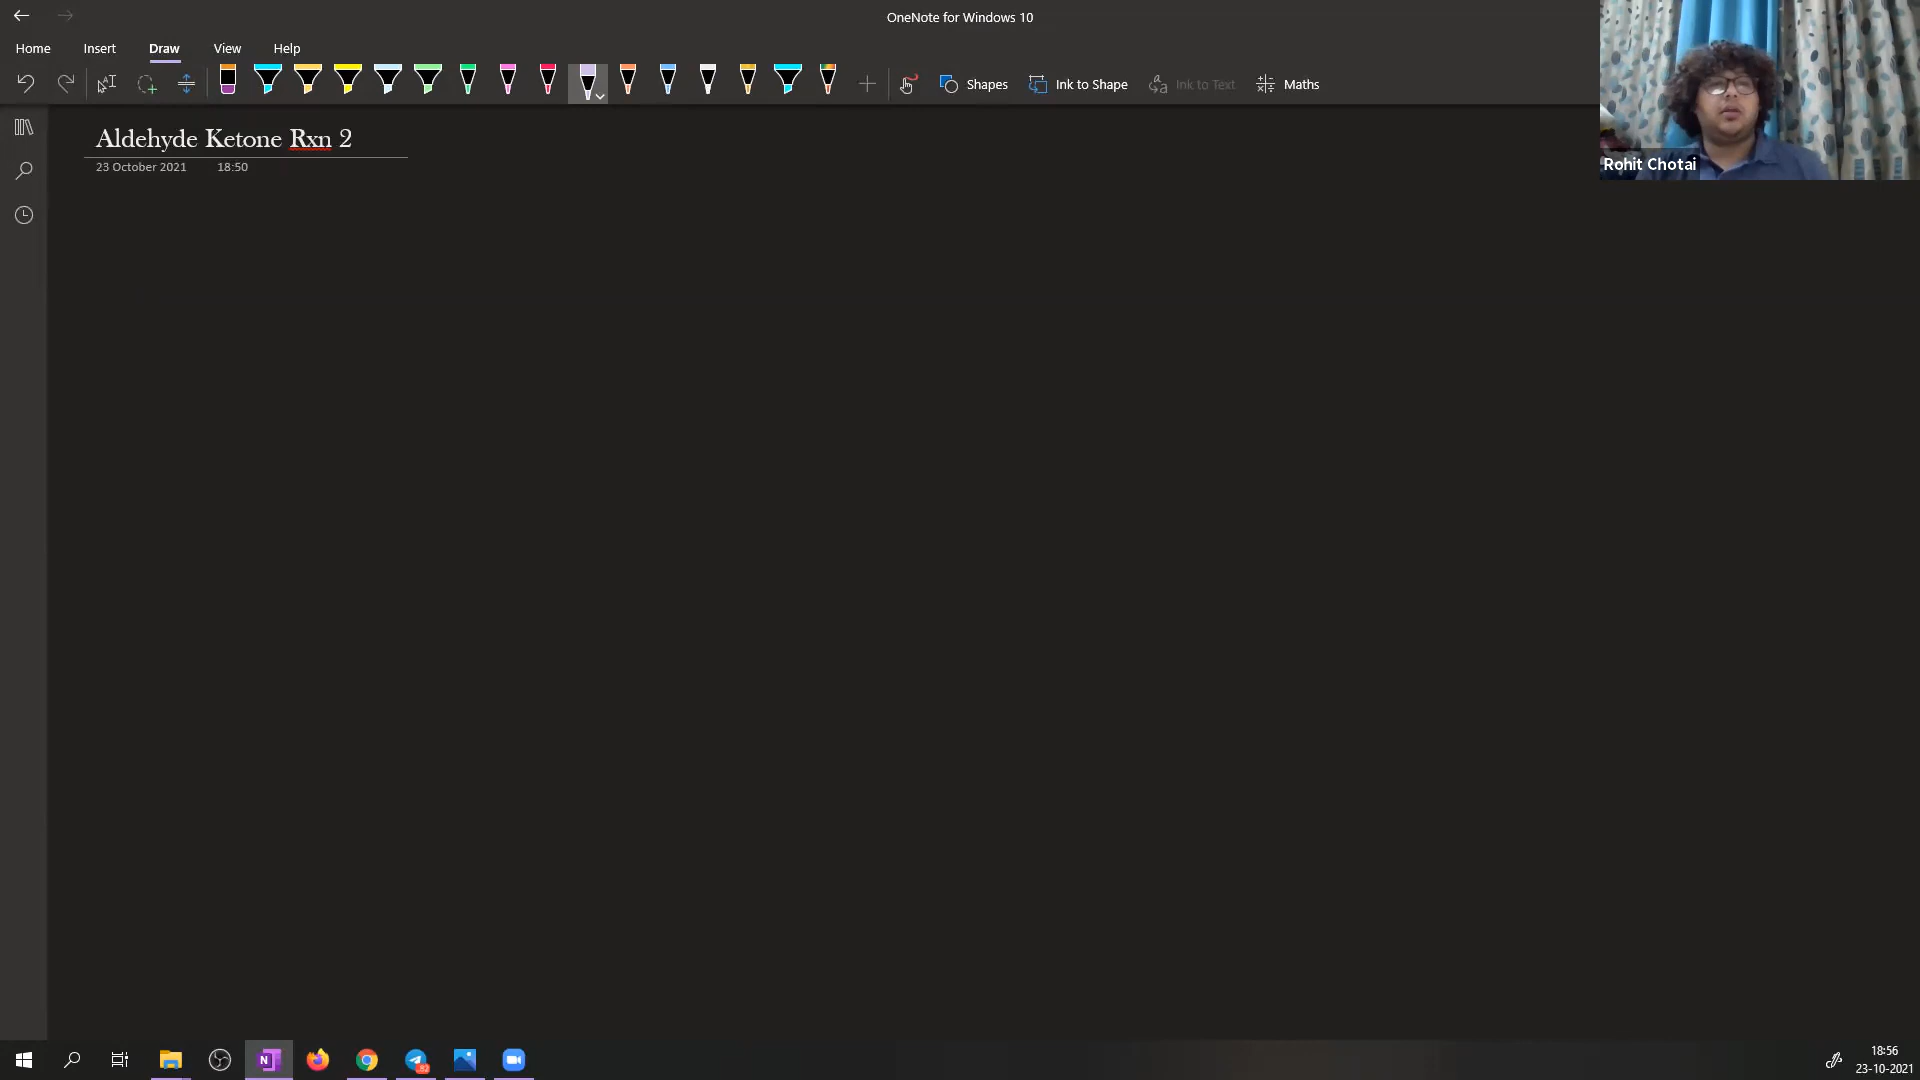 OneNote for Windows 10
Home Insert Draw View Help
Shapes Ink to Shape Ink to Text Maths
Rohit Chotai
Aldehyde Ketone Rxn 2
23 October 2021 18:50
18:56
23-10-2021